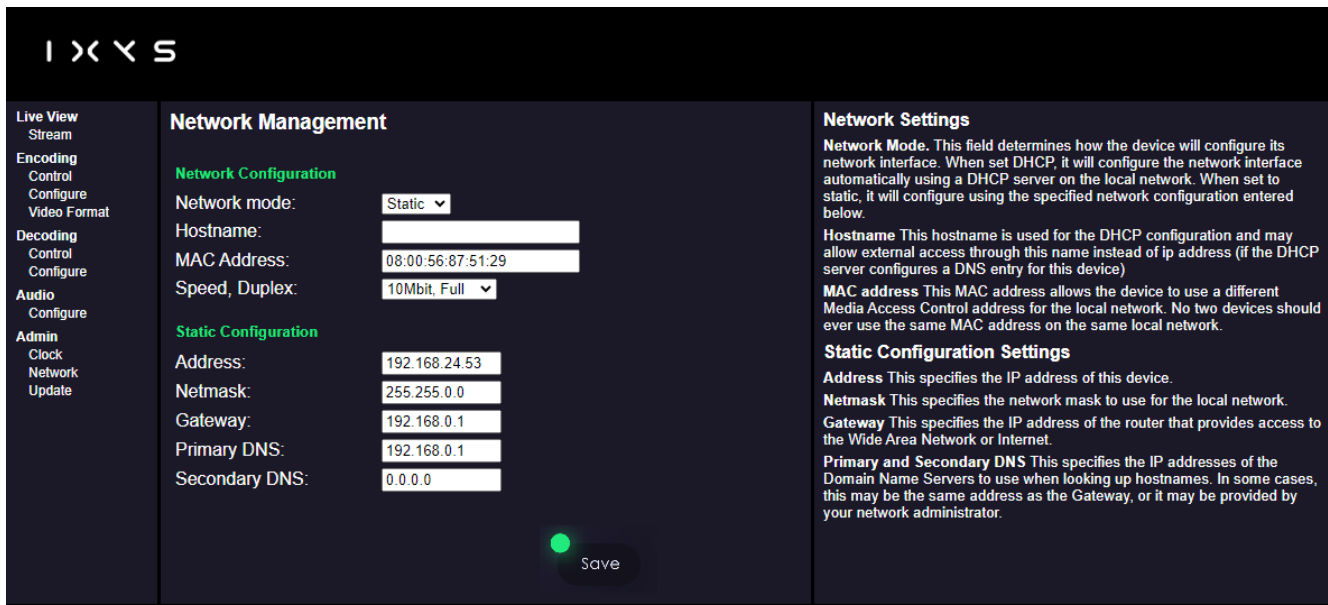 IXYS
Live View
Stream
Encoding
Control
Configure
Video Format
Decoding
Control
Configure
Audio
Configure
Admin
Clock
Network
Update
Network Management
Network Configuration
Network mode: Static
Hostname:
MAC Address: 08:00:56:87:51:29
Speed, Duplex: 10Mbit, Full
Static Configuration
Address: 192.168.24.53
Netmask: 255.255.0.0
Gateway: 192.168.0.1
Primary DNS: 192.168.0.1
Secondary DNS: 0.0.0.0
Save
Network Settings
Network Mode. This field determines how the device will configure its
network interface. When set DHCP, it will configure the network interface
automatically using a DHCP server on the local network. When set to
static, it will configure using the specified network configuration entered
below.
Hostname This hostname is used for the DHCP configuration and may
allow external access through this name instead of ip address (if the DHCP
server configures a DNS entry for this device)
MAC address This MAC address allows the device to use a different
Media Access Control address for the local network. No two devices should
ever use the same MAC address on the same local network.
Static Configuration Settings
Address This specifies the IP address of this device.
Netmask This specifies the network mask to use for the local network.
Gateway This specifies the IP address of the router that provides access to
the Wide Area Network or Internet.
Primary and Secondary DNS This specifies the IP addresses of the
Domain Name Servers to use when looking up hostnames. In some cases,
this may be the same address as the Gateway, or it may be provided by
your network administrator.